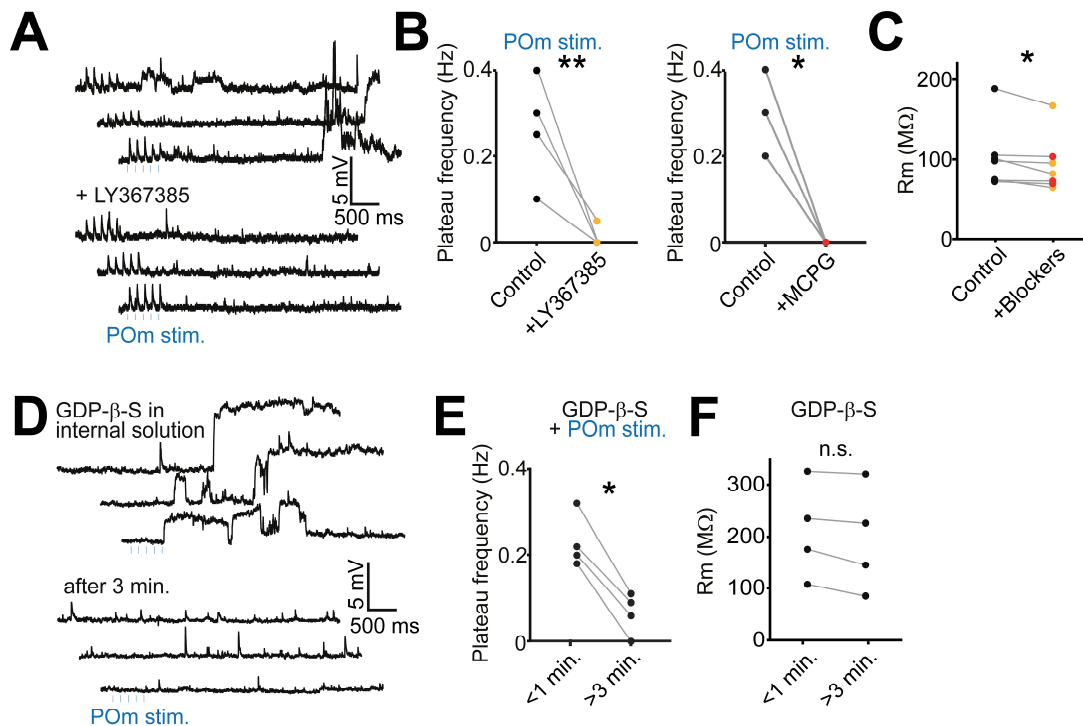 A
+ LY367385
5 mV
500 ms
POm stim.
B
POm stim.
**
Plateau frequency (Hz)
0.4
0.2
0
Control
+LY367385
POm stim.
*
Plateau frequency (Hz)
0.4
0.2
0
Control
+MCPG
C
*
Rm (MΩ)
200
100
0
Control
+Blockers
D
GDP-β-S in
internal solution
after 3 min.
5 mV
500 ms
POm stim.
E
GDP-β-S
+ POm stim.
*
Plateau frequency (Hz)
0.4
0.2
0
<1 min.
>3 min.
F
GDP-β-S
n.s.
Rm (MΩ)
300
200
100
0
<1 min.
>3 min.